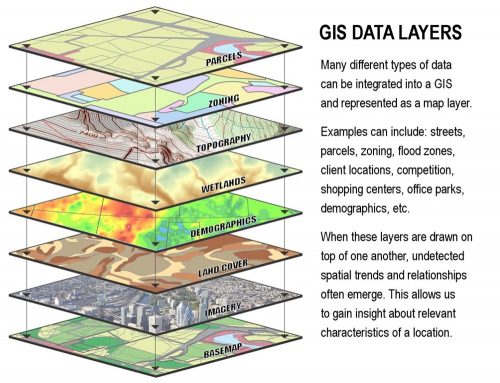 GIS DATA LAYERS
PARCELS
ZONING
TOPOGRAPHY
7400
WETLANDS
DEMOGRAPHICS
LAND COVER
IMAGERY
BASEMAP
Many different types of data
can be integrated into a GIS
and represented as a map layer.
Examples can include: streets,
parcels, zoning, flood zones,
client locations, competition,
shopping centers, office parks,
demographics, etc.
When these layers are drawn on
top of one another, undetected
spatial trends and relationships
often emerge. This allows us
to gain insight about relevant
characteristics of a location.